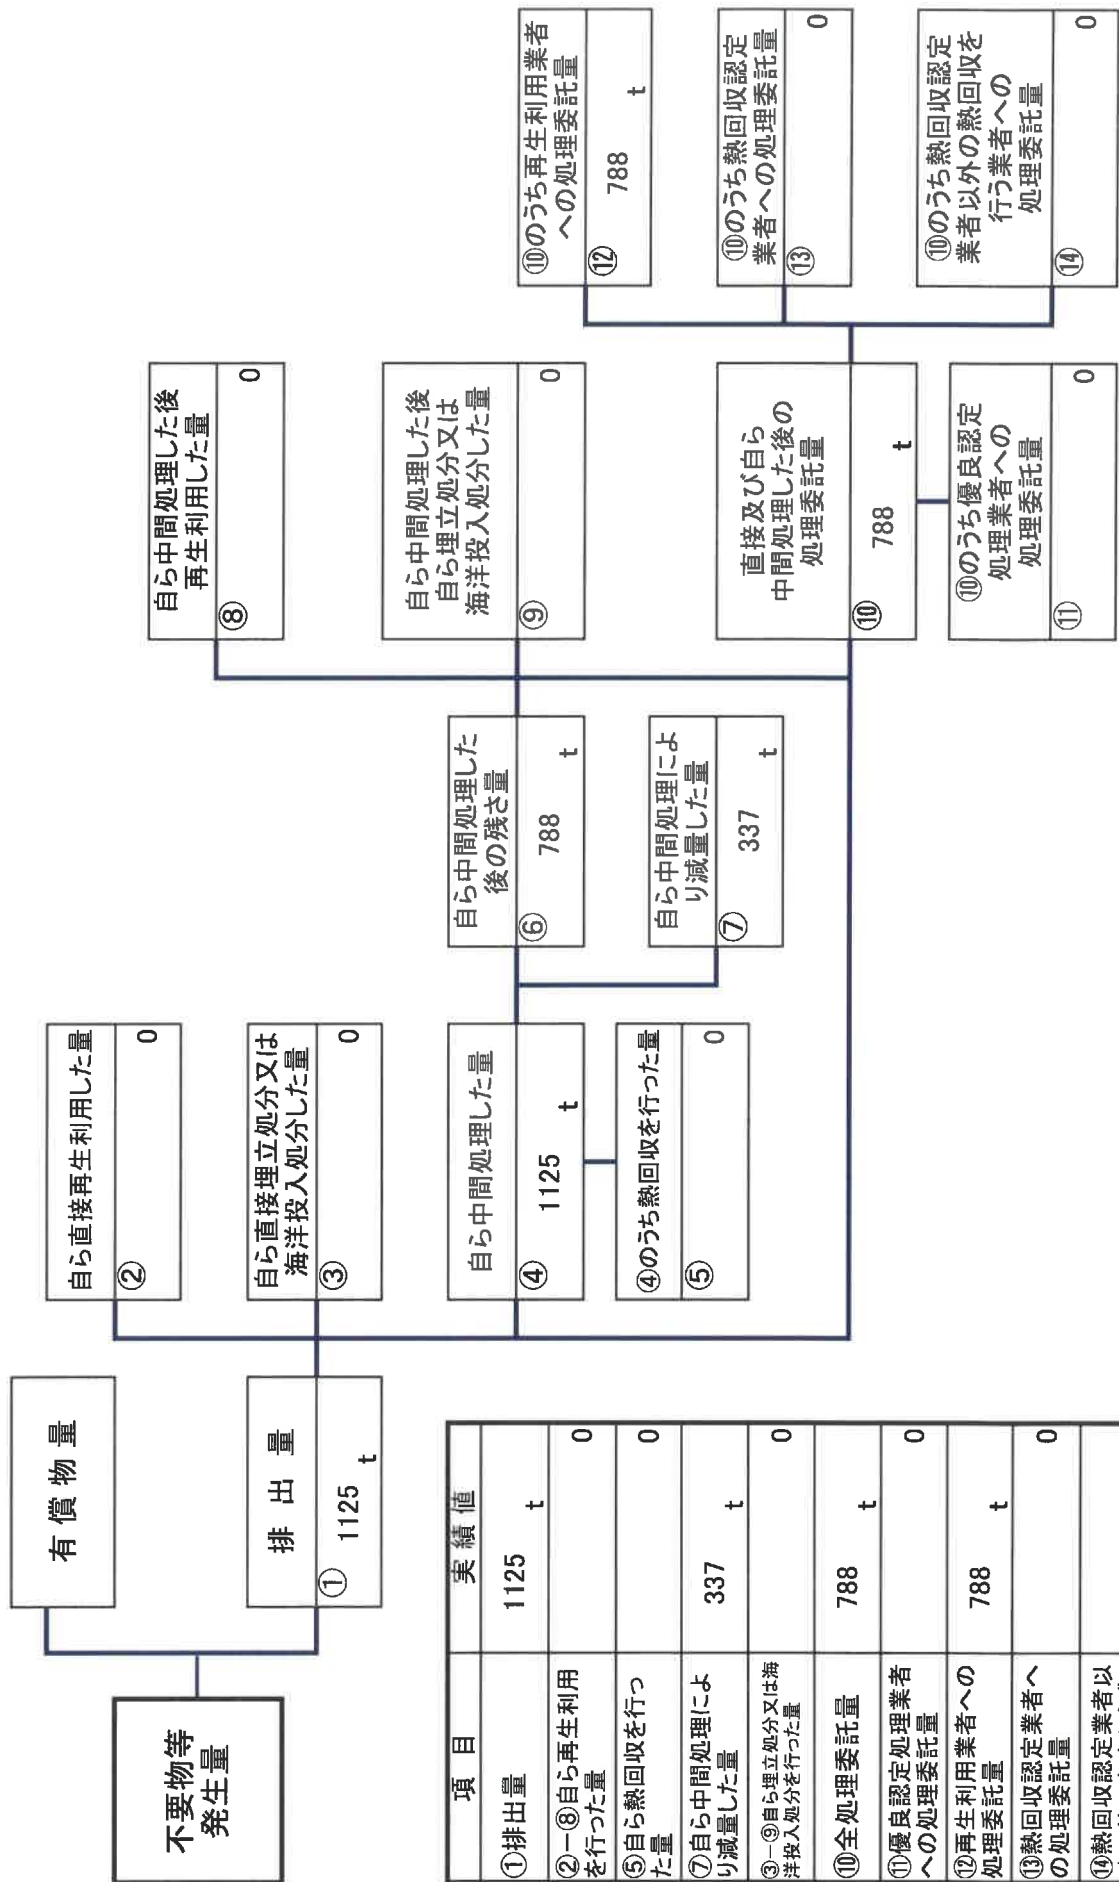 不要物等
発生量
有償物量
排出量
①
1125 t
自ら直接再生利用した量
②
0
自ら直接埋立処分又は
海洋投入処分した量
③
0
自ら中間処理した量
④
1125 t
④のうち熱回収を行った量
⑤
0
自ら中間処理した
後の残さ量
⑥
788 t
自ら中間処理によ
り減量した量
⑦
337 t
自ら中間処理した後
再生利用した量
⑧
0
自ら中間処理した後
自ら埋立処分又は
海洋投入処分した量
⑨
0
直接及び自ら
中間処理した後の
処理委託量
⑩
788 t
⑩のうち優良認定
処理業者への
処理委託量
⑪
0
⑩のうち再生利用業者
への処理委託量
⑫
788 t
⑩のうち熱回収認定
業者への処理委託量
⑬
0
⑩のうち熱回収認定
業者以外の熱回収を
行う業者への
処理委託量
⑭
0
項目 実績値
①排出量 1125 t
②ー⑧自ら再生利用
を行った量 0
⑤自ら熱回収を行っ
た量 0
⑦自ら中間処理によ
り減量した量 337 t
③ー⑨自ら埋立処分又は海
洋投入処分を行った量 0
⑩全処理委託量 788 t
⑪優良認定処理業者
への処理委託量 0
⑫再生利用業者への
処理委託量 788 t
⑬熱回収認定業者へ
の処理委託量 0
⑭熱回収認定業者以